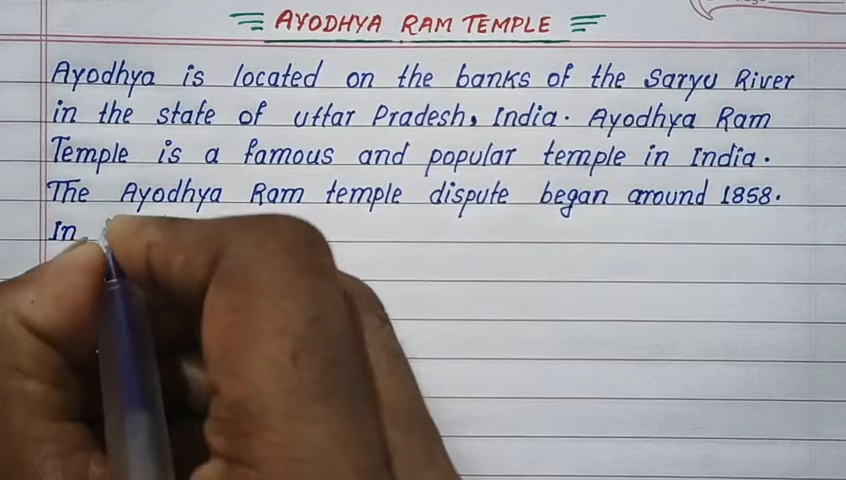 AYODHYA RAM TEMPLE
Ayodhya is located on the banks of the Saryu River
in the state of uttar Pradesh, India. Ayodhya Ram
Temple is a famous and popular temple in India.
The Ayodhya Ram temple dispute began around 1858.
In